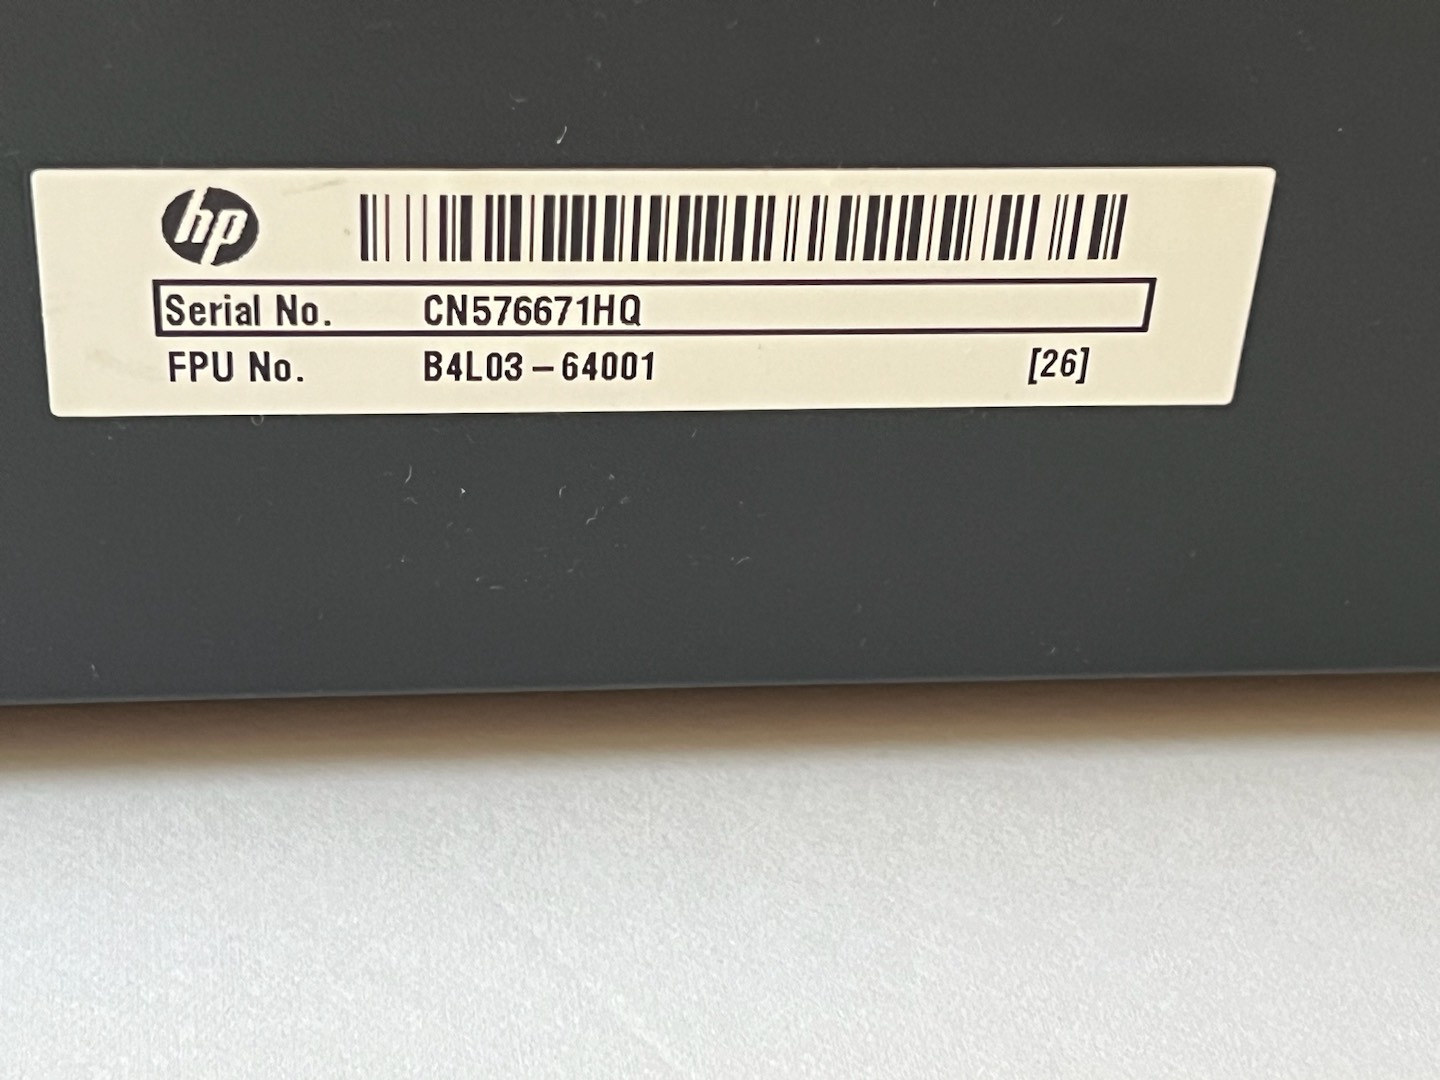 hp
Serial No. CN576671HQ
FPU No. B4L03-64001 [26]